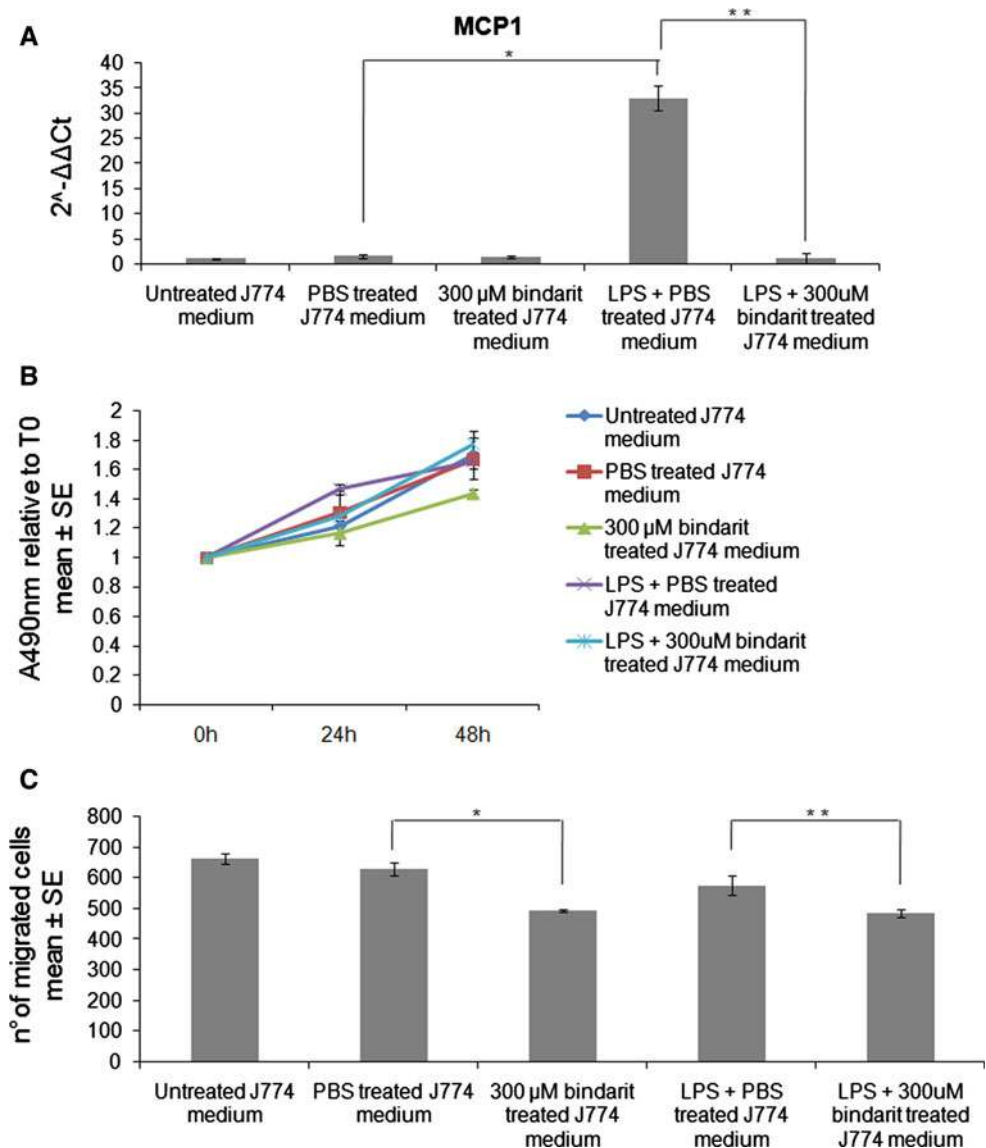 A
MCP1
* *
*
40
35
30
25
20
15
10
5
0
2^-ΔΔCt
Untreated J774
medium
PBS treated
J774 medium
300 µM bindarit
treated J774
medium
LPS + PBS
treated J774
medium
LPS + 300uM
bindarit treated
J774 medium
B
2
1.8
1.6
1.4
1.2
1
0.8
0.6
0.4
0.2
0
A490nm relative to T0
mean ± SE
0h
24h
48h
Untreated J774
medium
PBS treated J774
medium
300 µM bindarit
treated J774 medium
LPS + PBS treated
J774 medium
LPS + 300uM bindarit
treated J774 medium
C
800
700
600
500
400
300
200
100
0
n° of migrated cells
mean ± SE
*
* *
Untreated J774
medium
PBS treated J774
medium
300 µM bindarit
treated J774
medium
LPS + PBS
treated J774
medium
LPS + 300uM
bindarit treated
J774 medium